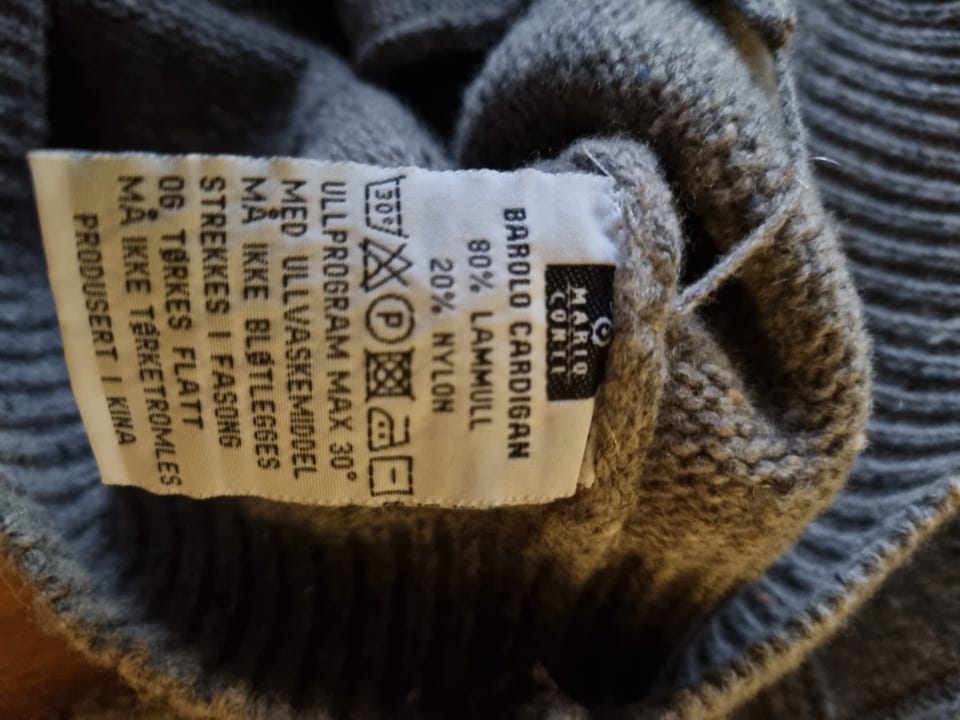 MARIO
CONTI
BAROLO CARDIGAN
80% LAMMULL
20% NYLON
30°
P
ULLPROGRAM MAX 30°
MED ULLVASKEMIDDEL
MÅ IKKE BLØTLEGGES
STREKKES I FASONG
OG TØRKES FLATT
MÅ IKKE TØRKETROMLES
PRODUSERT I KINA